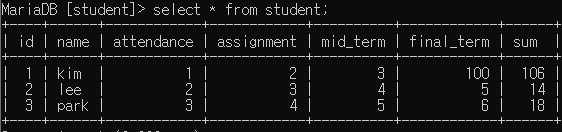 MariaDB [student]> select * from student;
+----+------+------------+------------+----------+------------+------+
| id | name | attendance | assignment | mid_term | final_term | sum  |
+----+------+------------+------------+----------+------------+------+
|  1 | kim  |          1 |          2 |        3 |        100 |  106 |
|  2 | lee  |          2 |          3 |        4 |          5 |   14 |
|  3 | park |          3 |          4 |        5 |          6 |   18 |
+----+------+------------+------------+----------+------------+------+